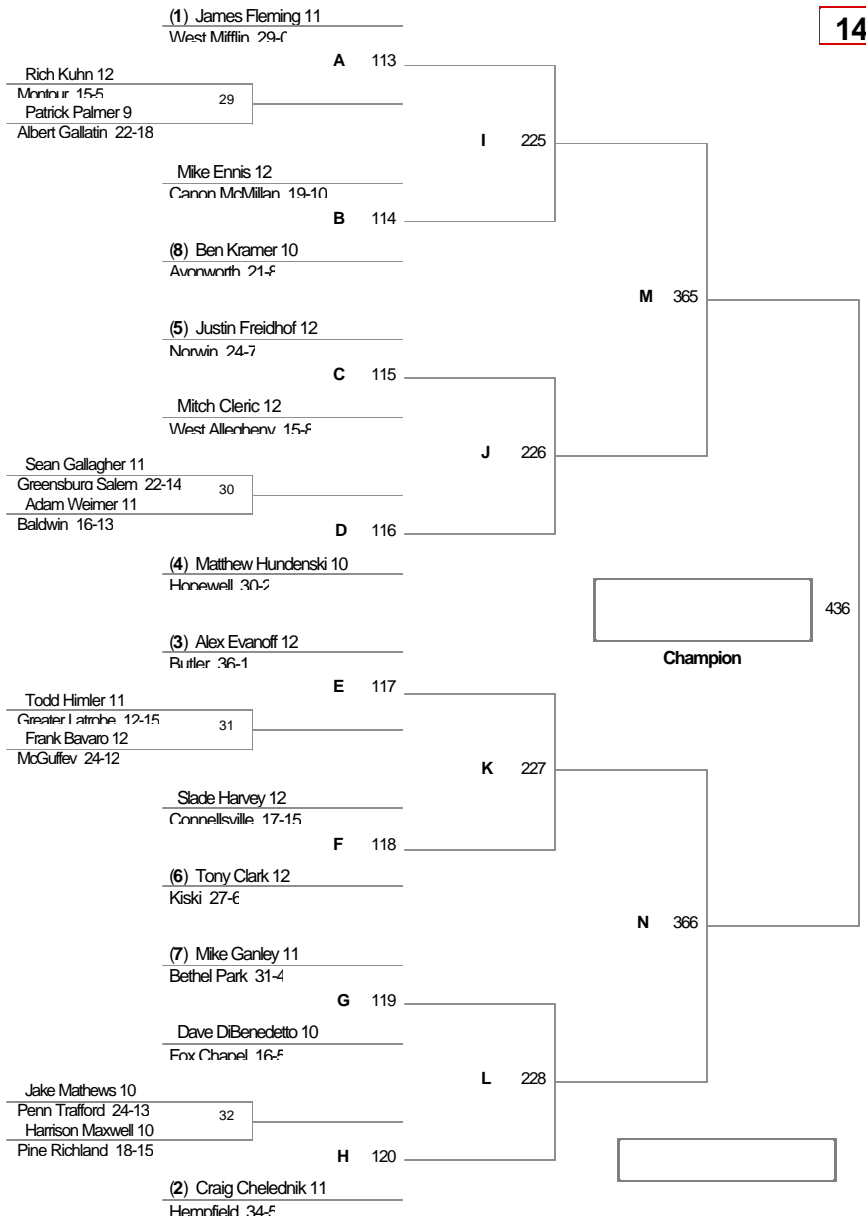 (1) James Fleming 11
West Mifflin 29-0
14
A 113
Rich Kuhn 12
Montour 15-5
29
Patrick Palmer 9
Albert Gallatin 22-18
I 225
Mike Ennis 12
Canon McMillan 19-10
B 114
(8) Ben Kramer 10
Avonworth 21-8
M 365
(5) Justin Freidhof 12
Norwin 24-7
C 115
Mitch Cleric 12
West Allegheny 15-8
J 226
Sean Gallagher 11
Greensburg Salem 22-14
30
Adam Weimer 11
Baldwin 16-13
D 116
(4) Matthew Hundenski 10
Hopewell 30-2
436
Champion
(3) Alex Evanoff 12
Butler 36-1
E 117
Todd Himler 11
Greater Latrobe 12-15
31
Frank Bavaro 12
McGuffey 24-12
K 227
Slade Harvey 12
Connellsville 17-15
F 118
(6) Tony Clark 12
Kiski 27-6
N 366
(7) Mike Ganley 11
Bethel Park 31-4
G 119
Dave DiBenedetto 10
Fox Chapel 16-5
L 228
Jake Mathews 10
Penn Trafford 24-13
32
Harrison Maxwell 10
Pine Richland 18-15
H 120
(2) Craig Chelednik 11
Hempfield 34-5